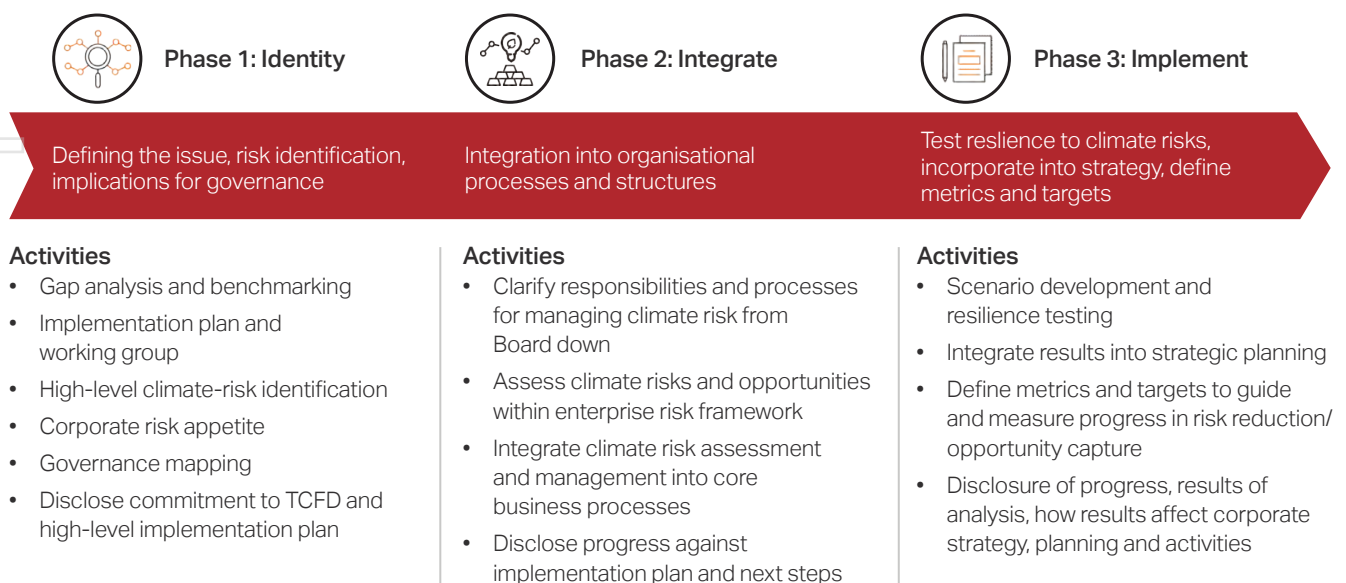 Phase 1: Identity
Phase 2: Integrate
Phase 3: Implement
Defining the issue, risk identification,
implications for governance
Integration into organisational
processes and structures
Test reslience to climate risks,
incorporate into strategy, define
metrics and targets
Activities
• Gap analysis and benchmarking
• Implementation plan and
working group
• High-level climate-risk identification
• Corporate risk appetite
• Governance mapping
• Disclose commitment to TCFD and
high-level implementation plan
Activities
• Clarify responsibilities and processes
for managing climate risk from
Board down
• Assess climate risks and opportunities
within enterprise risk framework
• Integrate climate risk assessment
and management into core
business processes
• Disclose progress against
implementation plan and next steps
Activities
• Scenario development and
resilience testing
• Integrate results into strategic planning
• Define metrics and targets to guide
and measure progress in risk reduction/
opportunity capture
• Disclosure of progress, results of
analysis, how results affect corporate
strategy, planning and activities